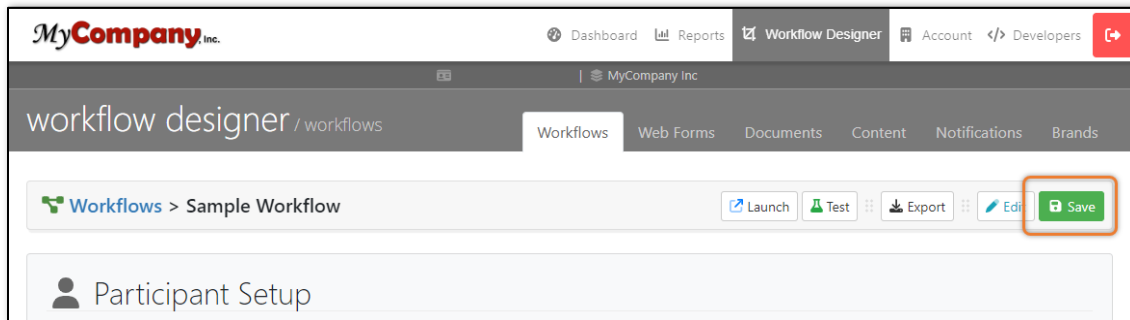 MyCompany, Inc.
Dashboard Reports Workflow Designer Account </> Developers
| MyCompany Inc
workflow designer / workflows
Workflows Web Forms Documents Content Notifications Brands
Workflows > Sample Workflow
Launch Test Export Edi Save
Participant Setup